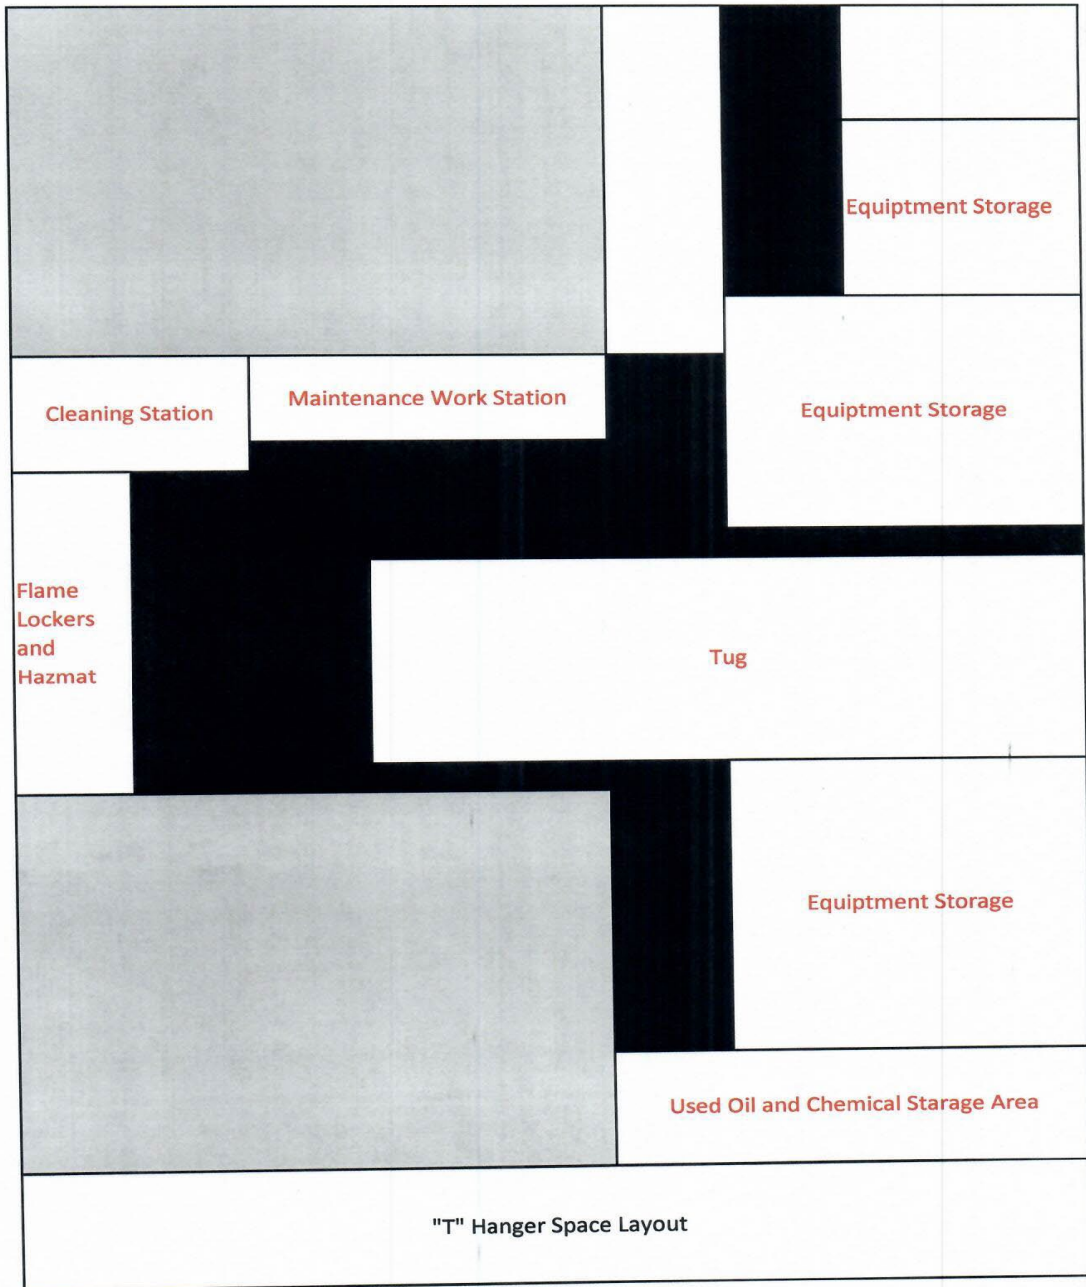 Equiptment Storage
Cleaning Station
Maintenance Work Station
Equiptment Storage
Flame
Lockers
and
Hazmat
Tug
Equiptment Storage
Used Oil and Chemical Starage Area
"T" Hanger Space Layout